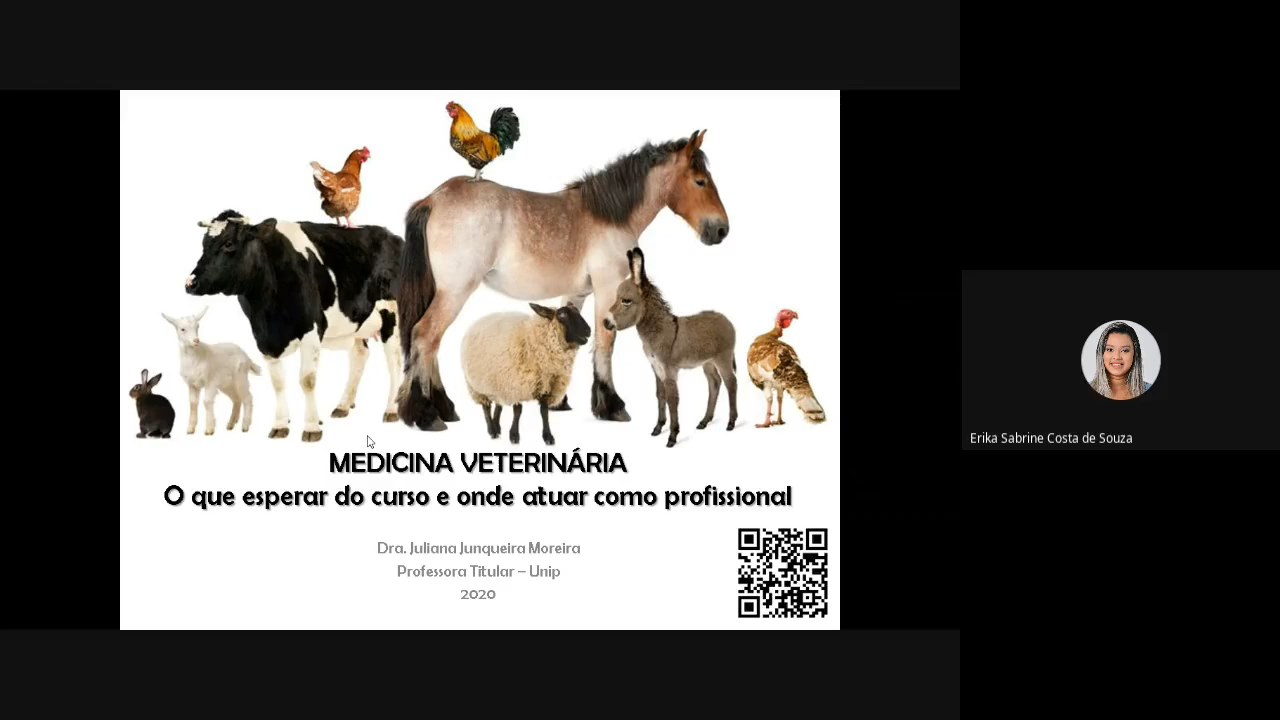 MEDICINA VETERINÁRIA
O que esperar do curso e onde atuar como profissional
Dra. Juliana Junqueira Moreira
Professora Titular – Unip
2020
Erika Sabrine Costa de Souza